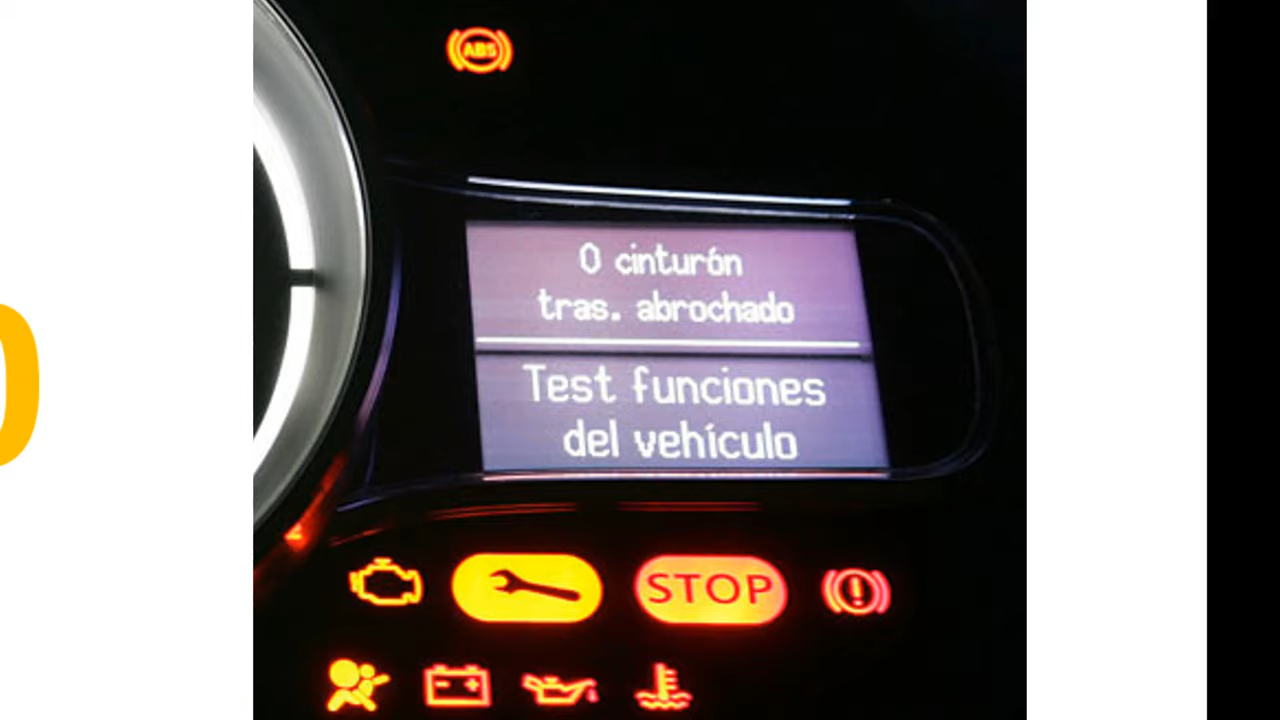 ABS
0 cinturón
tras. abrochado
Test funciones
del vehículo
STOP